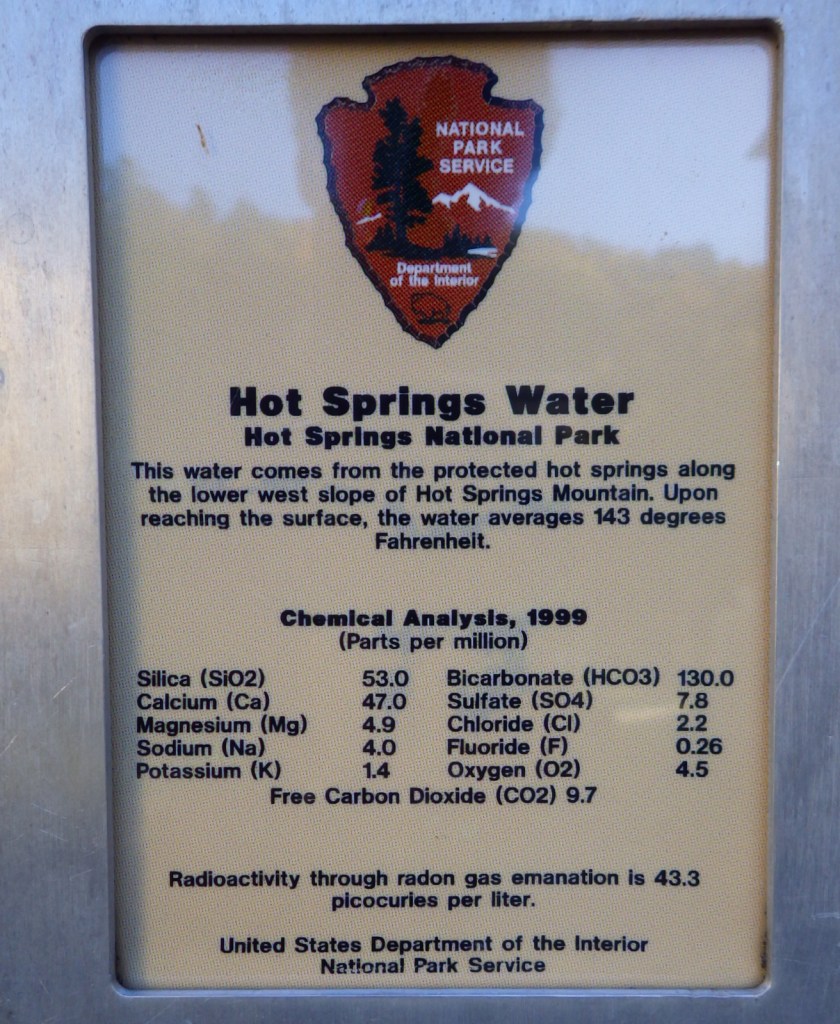 NATIONAL
PARK
SERVICE
Department
of the Interior
Hot Springs Water
Hot Springs National Park
This water comes from the protected hot springs along
the lower west slope of Hot Springs Mountain. Upon
reaching the surface, the water averages 143 degrees
Fahrenheit.
Chemical Analysis, 1999
(Parts per million)
Silica (SiO2) 53.0 Bicarbonate (HCO3) 130.0
Calcium (Ca) 47.0 Sulfate (SO4) 7.8
Magnesium (Mg) 4.9 Chloride (Cl) 2.2
Sodium (Na) 4.0 Fluoride (F) 0.26
Potassium (K) 1.4 Oxygen (O2) 4.5
Free Carbon Dioxide (CO2) 9.7
Radioactivity through radon gas emanation is 43.3
picocuries per liter.
United States Department of the Interior
National Park Service